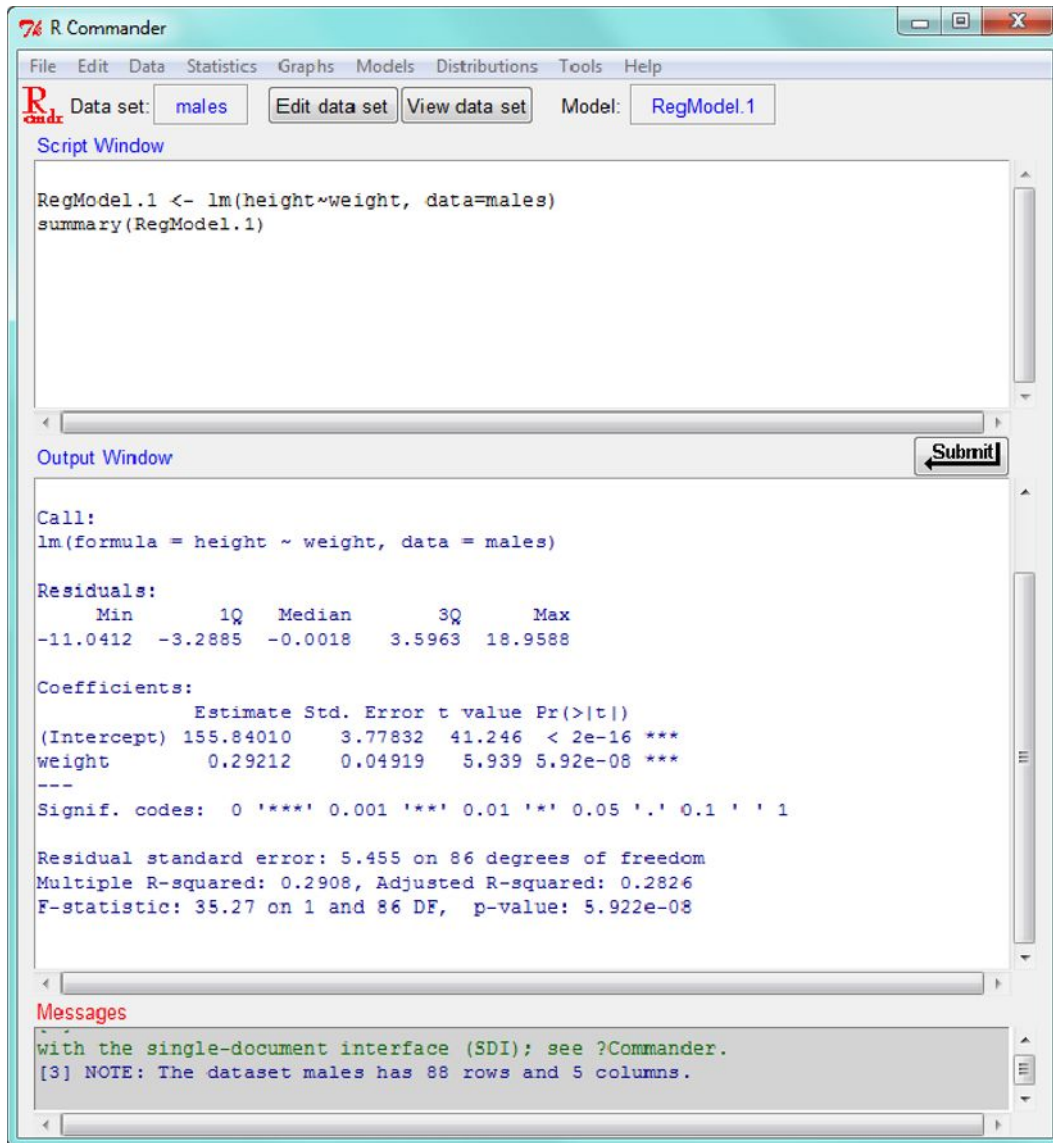 R Commander
File Edit Data Statistics Graphs Models Distributions Tools Help
R cmdr Data set: males Edit data set View data set Model: RegModel.1
Script Window
RegModel.1 <- lm(height~weight, data=males)
summary(RegModel.1)
Output Window Submit
Call:
lm(formula = height ~ weight, data = males)
Residuals:
     Min       1Q   Median       3Q      Max
-11.0412  -3.2885  -0.0018   3.5963  18.9588
Coefficients:
             Estimate Std. Error t value Pr(>|t|)
(Intercept) 155.84010    3.77832  41.246  < 2e-16 ***
weight        0.29212    0.04919   5.939 5.92e-08 ***
---
Signif. codes:  0 '***' 0.001 '**' 0.01 '*' 0.05 '.' 0.1 ' ' 1
Residual standard error: 5.455 on 86 degrees of freedom
Multiple R-squared: 0.2908, Adjusted R-squared: 0.2826
F-statistic: 35.27 on 1 and 86 DF,  p-value: 5.922e-08
Messages
with the single-document interface (SDI); see ?Commander.
[3] NOTE: The dataset males has 88 rows and 5 columns.